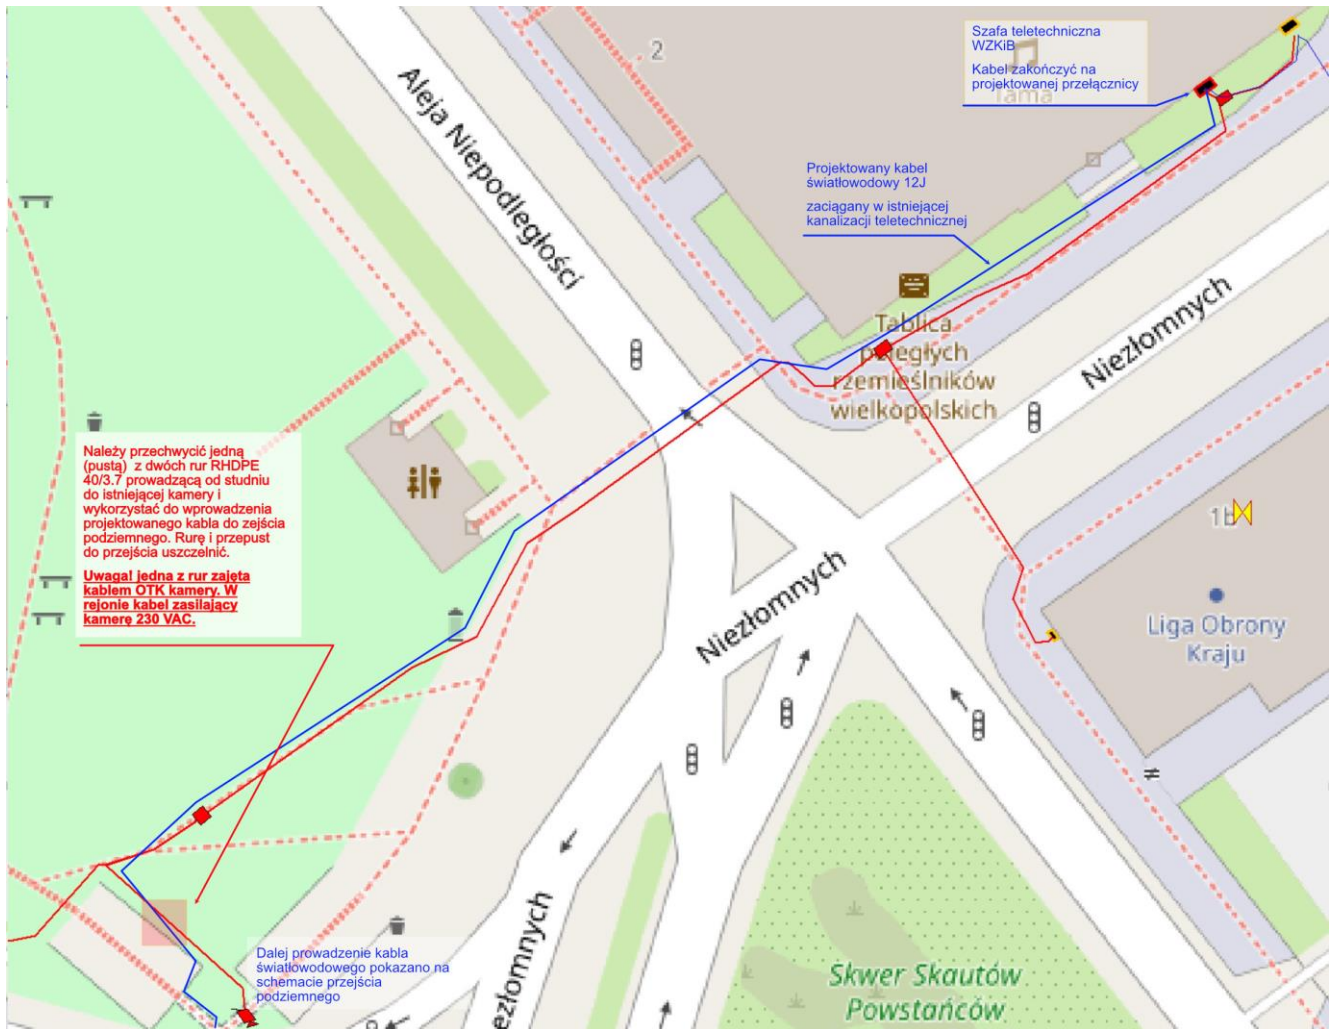 Szafa teletechniczna
WZKiB
Kabel zakończyć na
projektowanej przełącznicy
Tama
2
Aleja Niepodległości
Projektowany kabel
światłowodowy 12J
zaciągany w istniejącej
kanalizacji teletechnicznej
Tablica
poległych
rzemieślników
wielkopolskich
Niezłomnych
Należy przechwycić jedną
(pustą) z dwóch rur RHDPE
40/3.7 prowadzącą od studniu
do istniejącej kamery i
wykorzystać do wprowadzenia
projektowanego kabla do zejścia
podziemnego. Rurę i przepust
do przejścia uszczelnić.
Uwaga! jedna z rur zajęta
kablem OTK kamery. W
rejonie kabel zasilający
kamerę 230 VAC.
1b
Niezłomnych
Liga Obrony
Kraju
Dalej prowadzenie kabla
światłowodowego pokazano na
schemacie przejścia
podziemnego
ezłomnych
Skwer Skautów
Powstańców